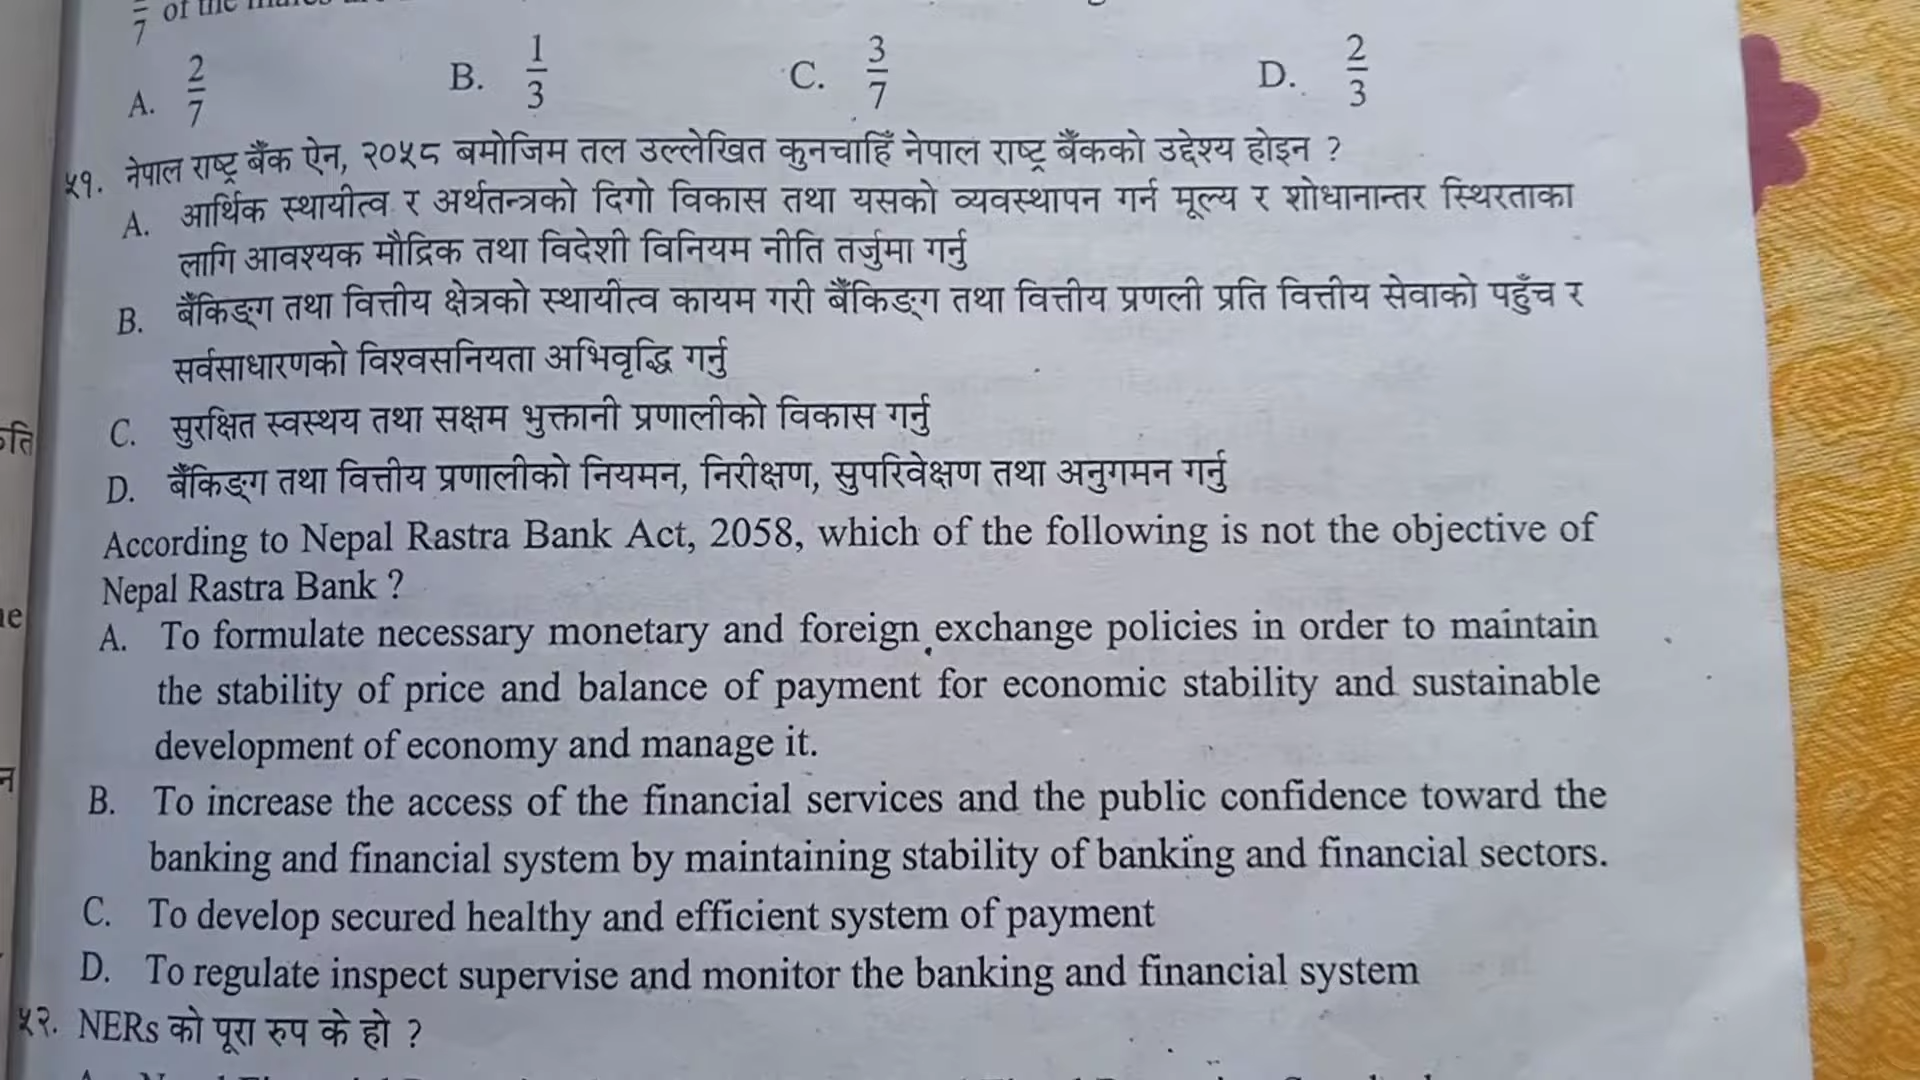 7 of the
A. 2/7 B. 1/3 C. 3/7 D. 2/3
५१. नेपाल राष्ट्र बैँक ऐन, २०५८ बमोजिम तल उल्लेखित कुनचाहिँ नेपाल राष्ट्र बैँकको उद्देश्य होइन ?
A. आर्थिक स्थायीत्व र अर्थतन्त्रको दिगो विकास तथा यसको व्यवस्थापन गर्न मूल्य र शोधानान्तर स्थिरताका
लागि आवश्यक मौद्रिक तथा विदेशी विनियम नीति तर्जुमा गर्नु
B. बैँकिङ्ग तथा वित्तीय क्षेत्रको स्थायीत्व कायम गरी बैँकिङ्ग तथा वित्तीय प्रणली प्रति वित्तीय सेवाको पहुँच र
सर्वसाधारणको विश्वसनियता अभिवृद्धि गर्नु
C. सुरक्षित स्वस्थय तथा सक्षम भुक्तानी प्रणालीको विकास गर्नु
D. बैँकिङ्ग तथा वित्तीय प्रणालीको नियमन, निरीक्षण, सुपरिवेक्षण तथा अनुगमन गर्नु
According to Nepal Rastra Bank Act, 2058, which of the following is not the objective of
Nepal Rastra Bank ?
A. To formulate necessary monetary and foreign exchange policies in order to maintain
the stability of price and balance of payment for economic stability and sustainable
development of economy and manage it.
B. To increase the access of the financial services and the public confidence toward the
banking and financial system by maintaining stability of banking and financial sectors.
C. To develop secured healthy and efficient system of payment
D. To regulate inspect supervise and monitor the banking and financial system
५२. NERs को पूरा रुप के हो ?